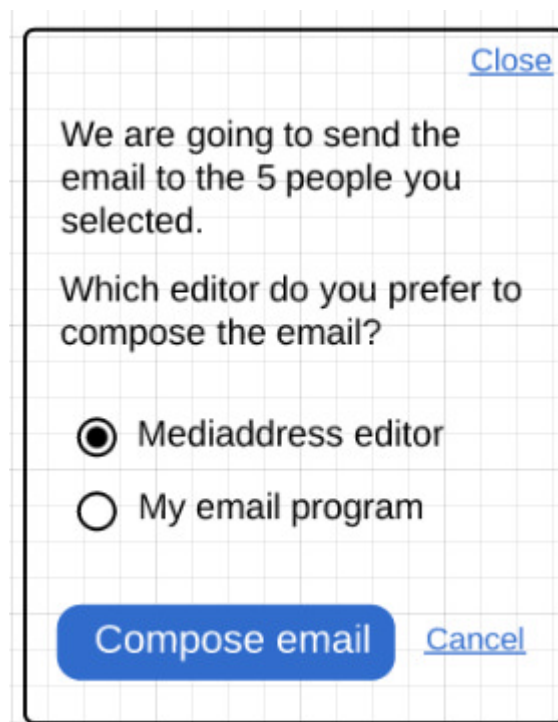 Close
We are going to send the
email to the 5 people you
selected.
Which editor do you prefer to
compose the email?
Mediaddress editor
My email program
Compose email Cancel